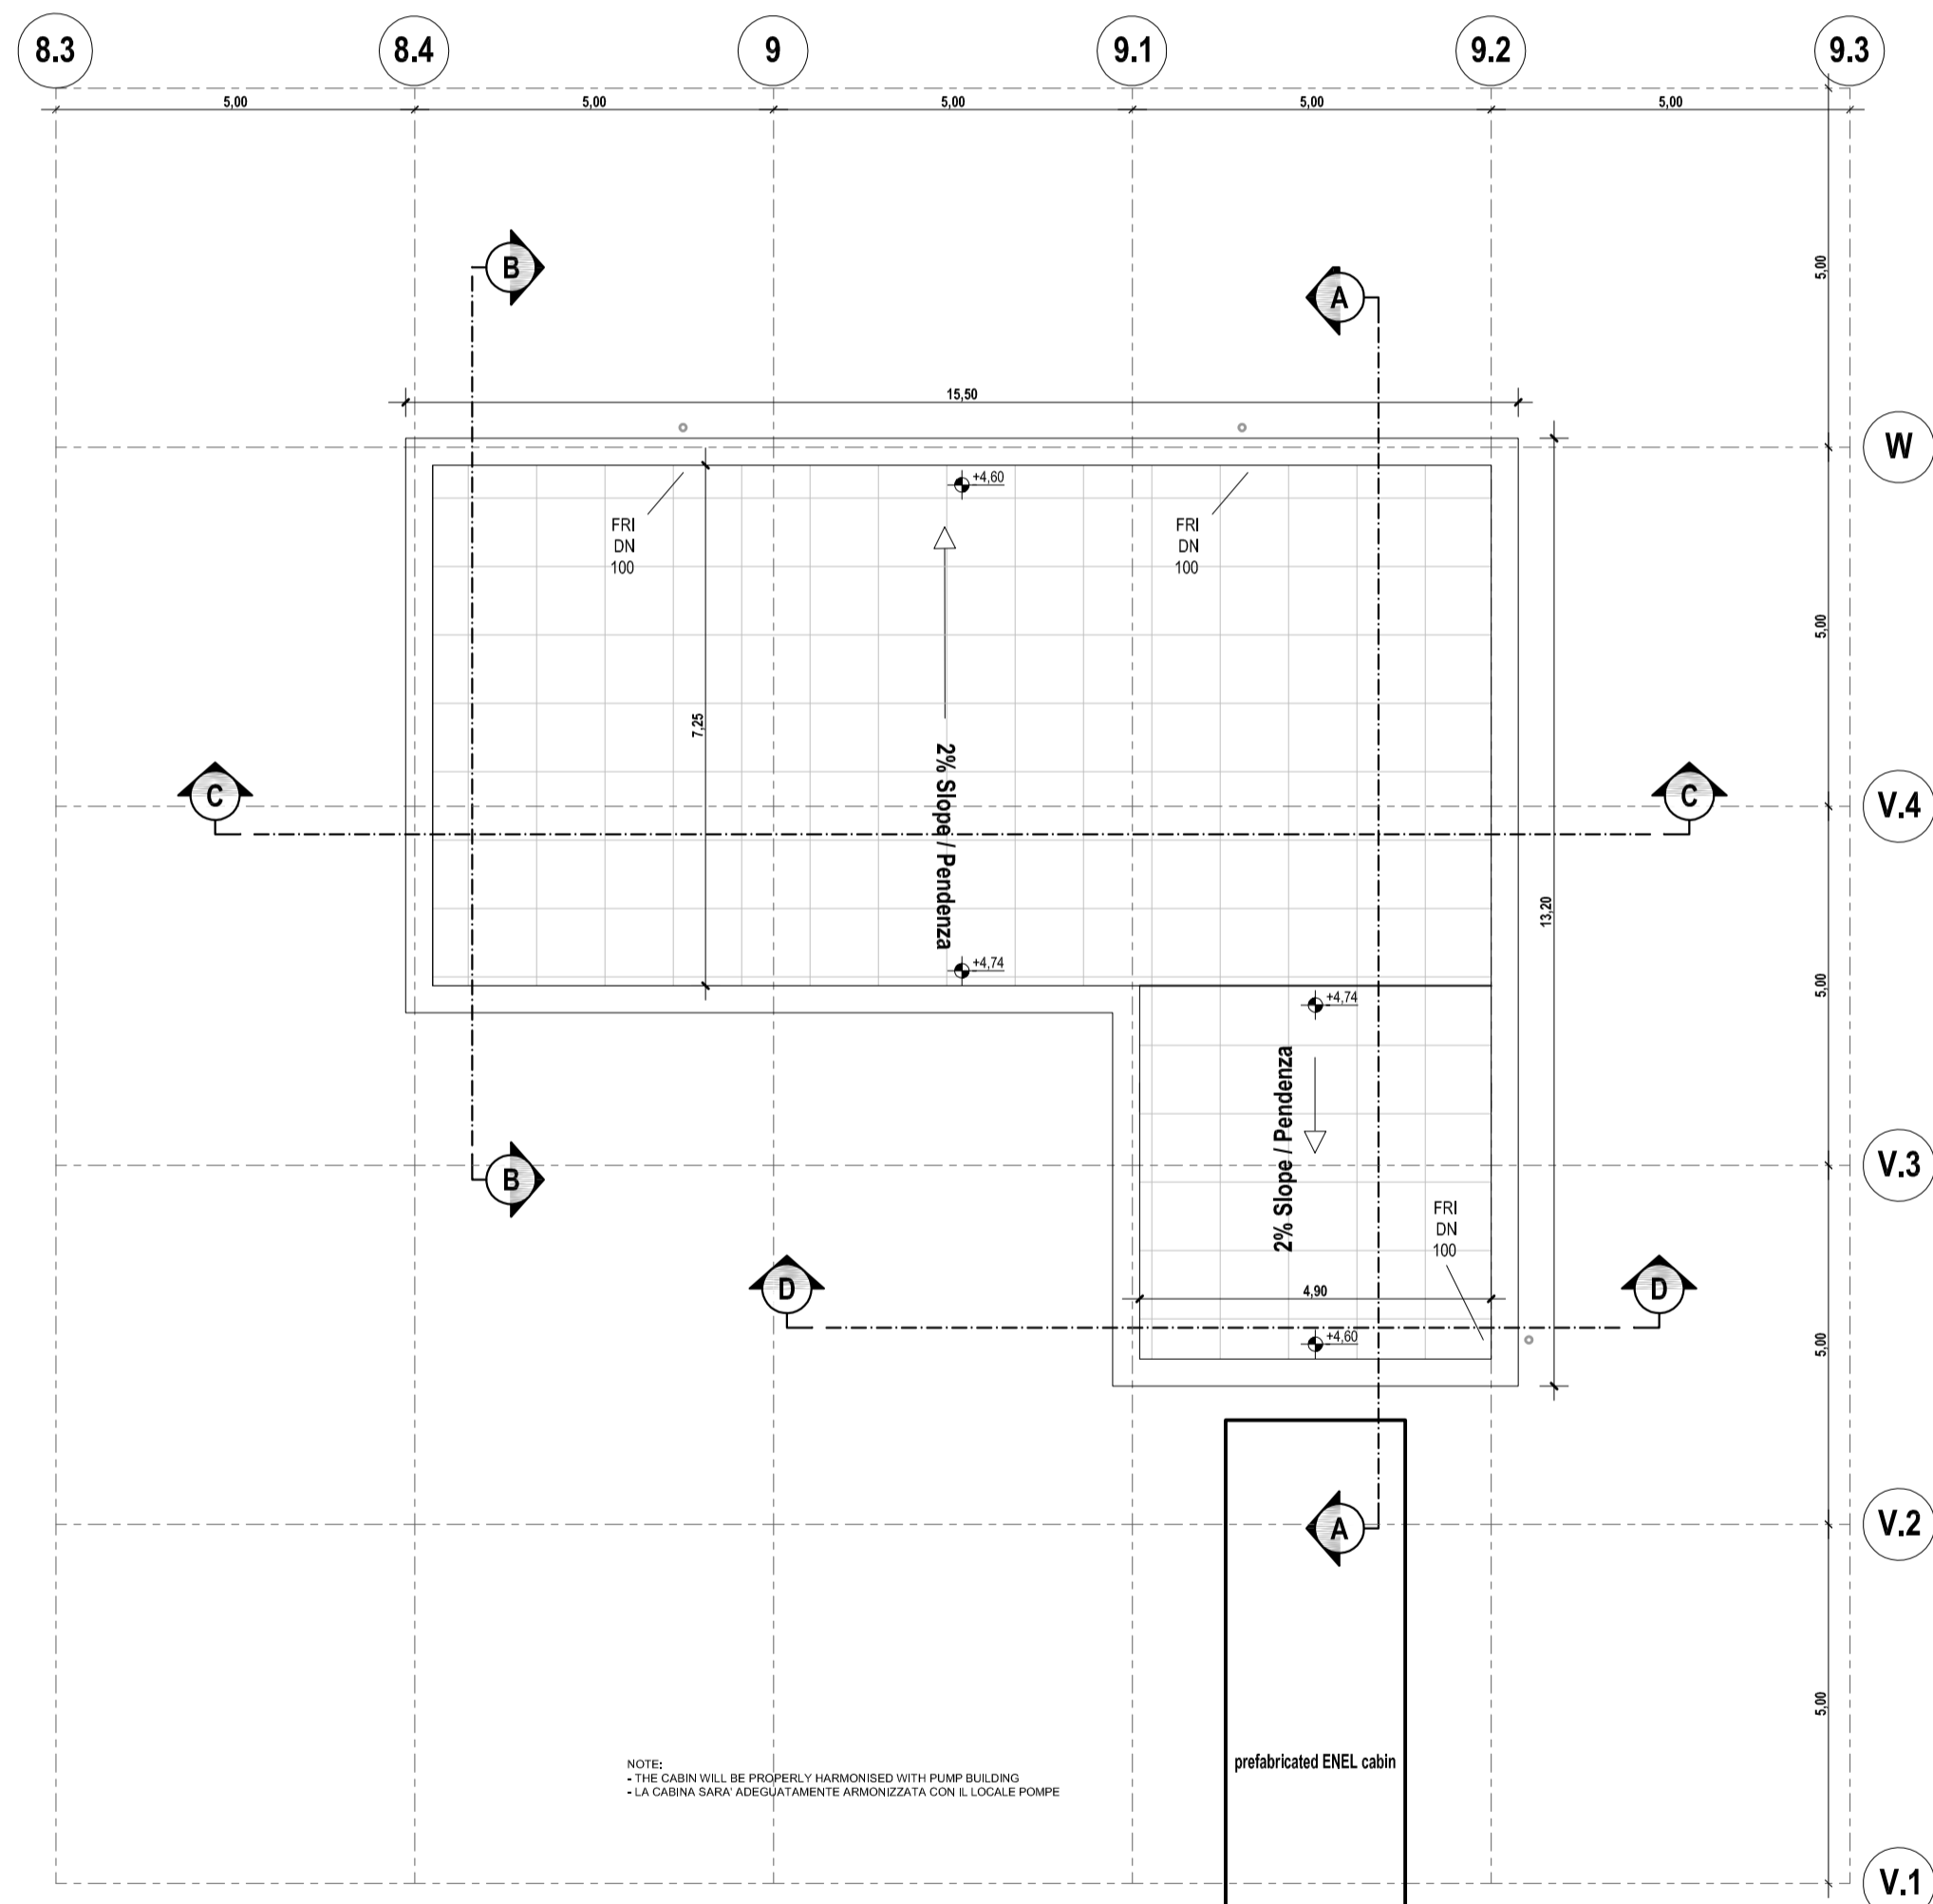 8.3
8.4
9
9.1
9.2
9.3
5,00
5,00
5,00
5,00
5,00
B
A
5,00
15,50
W
+4,60
FRI
DN
100
FRI
DN
100
5,00
7,25
2% Slope / Pendenza
C
C
V.4
13,20
+4,74
+4,74
5,00
2% Slope / Pendenza
V.3
B
FRI
DN
100
D
D
4,90
+4,60
5,00
A
V.2
5,00
prefabricated ENEL cabin
NOTE:
- THE CABIN WILL BE PROPERLY HARMONISED WITH PUMP BUILDING
- LA CABINA SARA' ADEGUATAMENTE ARMONIZZATA CON IL LOCALE POMPE
V.1